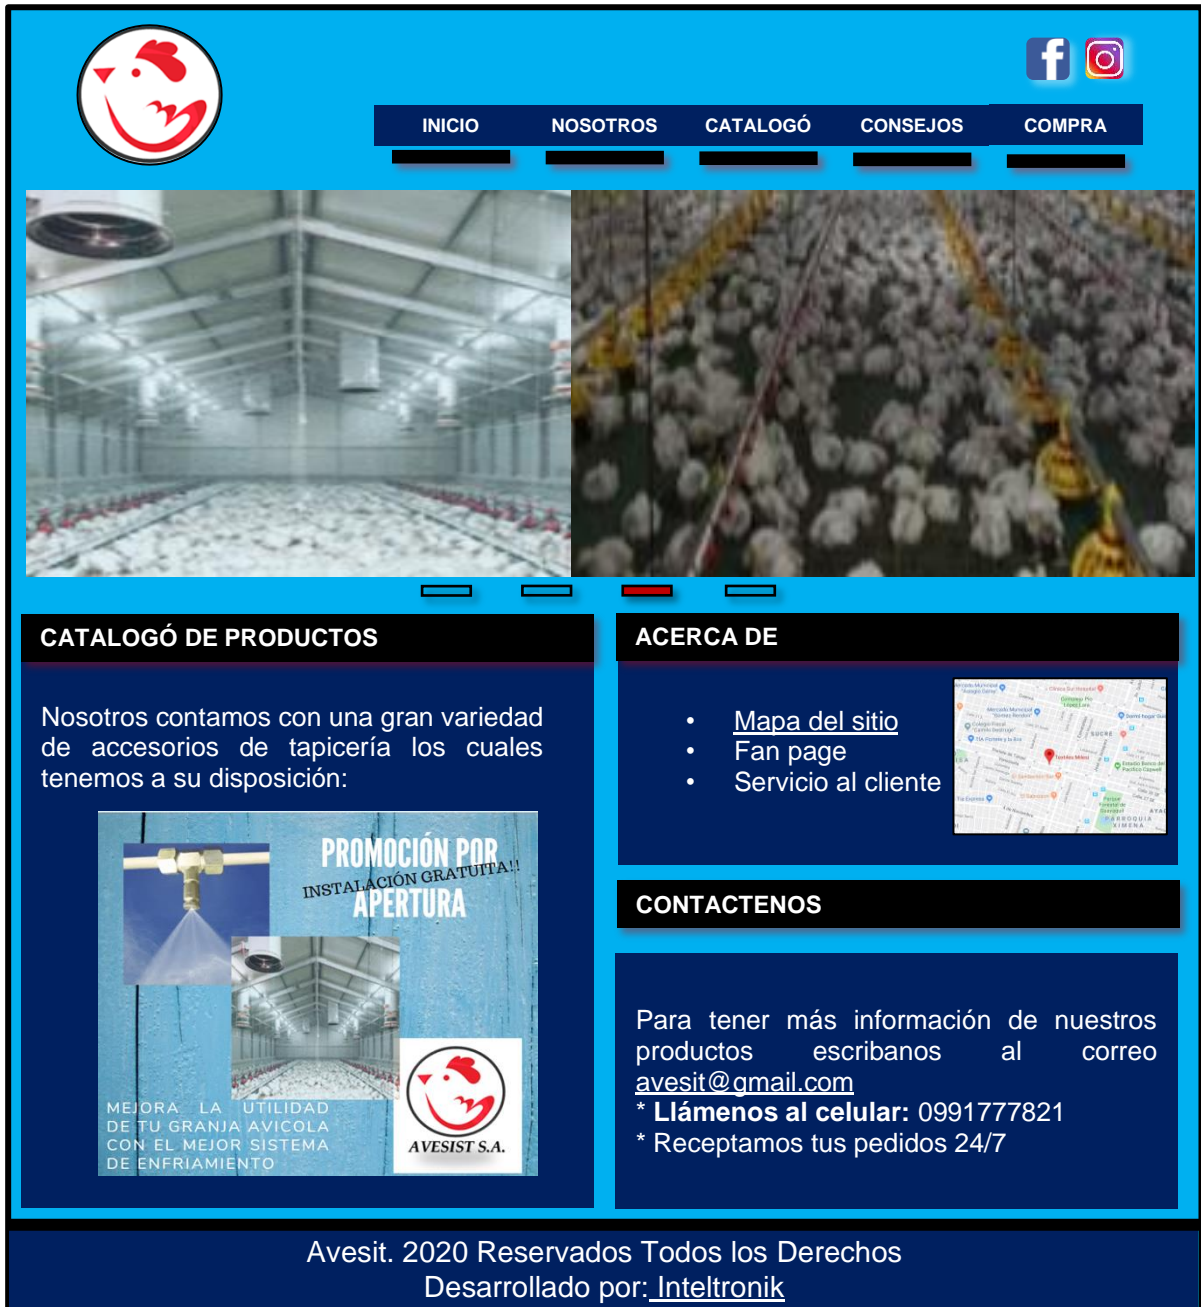 INICIO NOSOTROS CATALOGÓ CONSEJOS COMPRA
CATALOGÓ DE PRODUCTOS
Nosotros contamos con una gran variedad
de accesorios de tapicería los cuales
tenemos a su disposición:
PROMOCIÓN POR
INSTALACIÓN GRATUITA!!
APERTURA
MEJORA LA UTILIDAD
DE TU GRANJA AVICOLA
CON EL MEJOR SISTEMA
DE ENFRIAMIENTO
AVESIST S.A.
ACERCA DE
• Mapa del sitio
• Fan page
• Servicio al cliente
SUCRE
PARROQUIA
XIMENA
CONTACTENOS
Para tener más información de nuestros
productos escribanos al correo
avesit@gmail.com
* Llámenos al celular: 0991777821
* Receptamos tus pedidos 24/7
Avesit. 2020 Reservados Todos los Derechos
Desarrollado por: Inteltronik